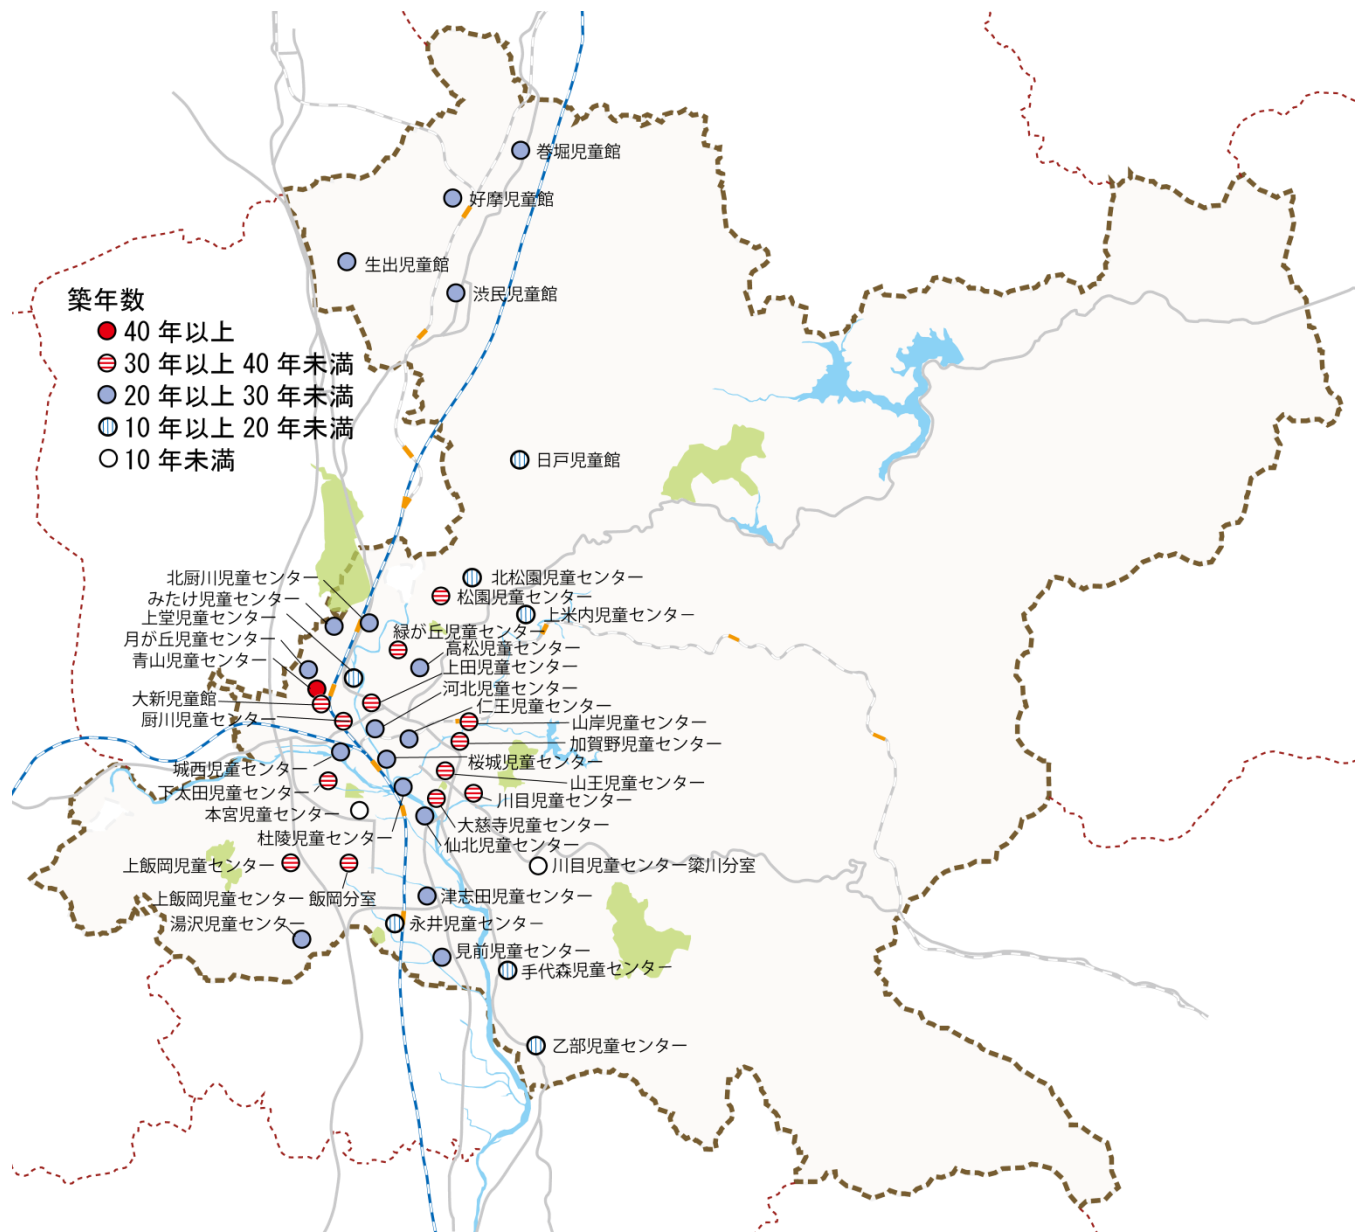 巻堀児童館
好摩児童館
生出児童館
渋民児童館
築年数
40 年以上
30 年以上 40 年未満
20 年以上 30 年未満
10 年以上 20 年未満
10 年未満
日戸児童館
北厨川児童センター
北松園児童センター
みたけ児童センター
松園児童センター
上堂児童センター
上米内児童センター
月が丘児童センター
緑が丘児童センター
青山児童センター
高松児童センター
上田児童センター
大新児童館
河北児童センター
厨川児童センター
仁王児童センター
山岸児童センター
加賀野児童センター
城西児童センター
桜城児童センター
下太田児童センター
山王児童センター
本宮児童センター
川目児童センター
杜陵児童センター
大慈寺児童センター
仙北児童センター
上飯岡児童センター
川目児童センター簗川分室
上飯岡児童センター 飯岡分室
津志田児童センター
湯沢児童センター
永井児童センター
見前児童センター
手代森児童センター
乙部児童センター